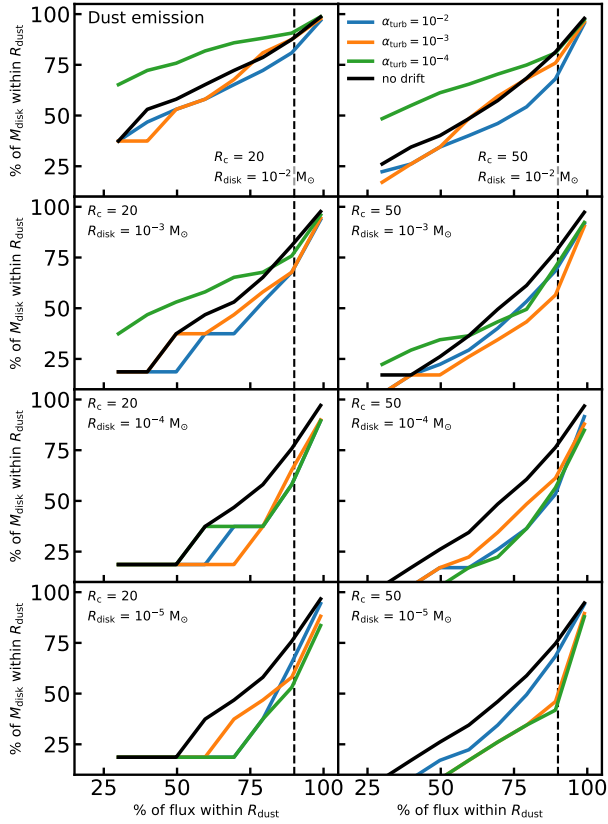 Dust emission
α_turb = 10⁻²
α_turb = 10⁻³
α_turb = 10⁻⁴
no drift
100
75
50
25
% of M_disk within R_dust
R_c = 20
R_disk = 10⁻² M_⊙
R_c = 50
R_disk = 10⁻² M_⊙
100
75
50
25
% of M_disk within R_dust
R_c = 20
R_disk = 10⁻³ M_⊙
R_c = 50
R_disk = 10⁻³ M_⊙
100
75
50
25
% of M_disk within R_dust
R_c = 20
R_disk = 10⁻⁴ M_⊙
R_c = 50
R_disk = 10⁻⁴ M_⊙
100
75
50
25
% of M_disk within R_dust
R_c = 20
R_disk = 10⁻⁵ M_⊙
R_c = 50
R_disk = 10⁻⁵ M_⊙
25 50 75 100
25 50 75 100
% of flux within R_dust
% of flux within R_dust